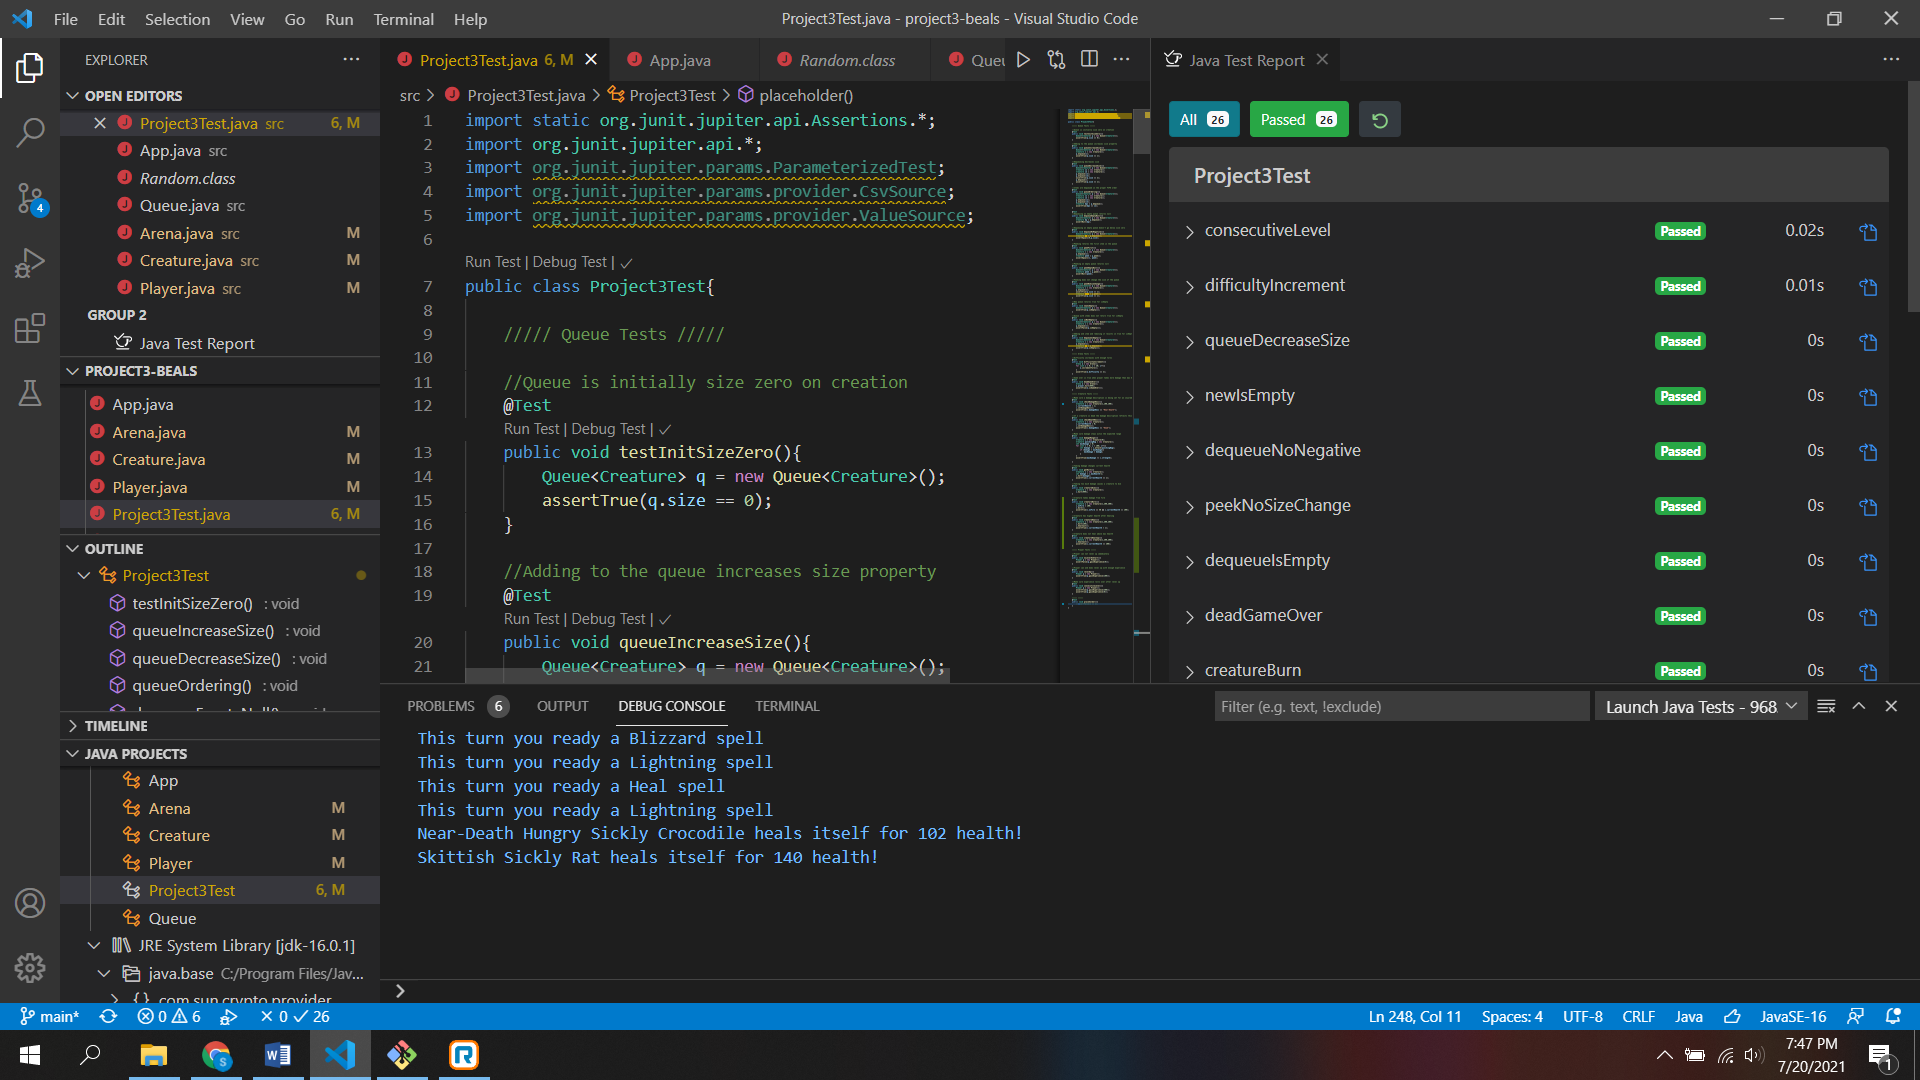 File Edit Selection View Go Run Terminal Help
Project3Test.java - project3-beals - Visual Studio Code
EXPLORER
OPEN EDITORS
Project3Test.java src 6, M
App.java src
Random.class
Queue.java src
Arena.java src M
Creature.java src M
Player.java src M
GROUP 2
Java Test Report
PROJECT3-BEALS
App.java
Arena.java M
Creature.java M
Player.java M
Project3Test.java 6, M
OUTLINE
Project3Test
testInitSizeZero() : void
queueIncreaseSize() : void
queueDecreaseSize() : void
queueOrdering() : void
TIMELINE
JAVA PROJECTS
App
Arena M
Creature M
Player M
Project3Test 6, M
Queue
JRE System Library [jdk-16.0.1]
java.base C:/Program Files/Jav...
com.sun.crypto.provider
Project3Test.java 6, M
App.java
Random.class
Queu
src > Project3Test.java > Project3Test > placeholder()
1 import static org.junit.jupiter.api.Assertions.*;
2 import org.junit.jupiter.api.*;
3 import org.junit.jupiter.params.ParameterizedTest;
4 import org.junit.jupiter.params.provider.CsvSource;
5 import org.junit.jupiter.params.provider.ValueSource;
6
Run Test | Debug Test | ✓
7 public class Project3Test{
8
9 ///// Queue Tests /////
10
11 //Queue is initially size zero on creation
12 @Test
Run Test | Debug Test | ✓
13 public void testInitSizeZero(){
14 Queue<Creature> q = new Queue<Creature>();
15 assertTrue(q.size == 0);
16 }
17
18 //Adding to the queue increases size property
19 @Test
Run Test | Debug Test | ✓
20 public void queueIncreaseSize(){
21 Queue<Creature> q = new Queue<Creature>();
Java Test Report
All 26 Passed 26
Project3Test
consecutiveLevel Passed 0.02s
difficultyIncrement Passed 0.01s
queueDecreaseSize Passed 0s
newIsEmpty Passed 0s
dequeueNoNegative Passed 0s
peekNoSizeChange Passed 0s
dequeueIsEmpty Passed 0s
deadGameOver Passed 0s
creatureBurn Passed 0s
PROBLEMS 6 OUTPUT DEBUG CONSOLE TERMINAL
Filter (e.g. text, !exclude)
Launch Java Tests - 968
This turn you ready a Blizzard spell
This turn you ready a Lightning spell
This turn you ready a Heal spell
This turn you ready a Lightning spell
Near-Death Hungry Sickly Crocodile heals itself for 102 health!
Skittish Sickly Rat heals itself for 140 health!
main* 0 6 0 26
4
Ln 248, Col 11 Spaces: 4 UTF-8 CRLF Java JavaSE-16
7:47 PM
7/20/2021
1